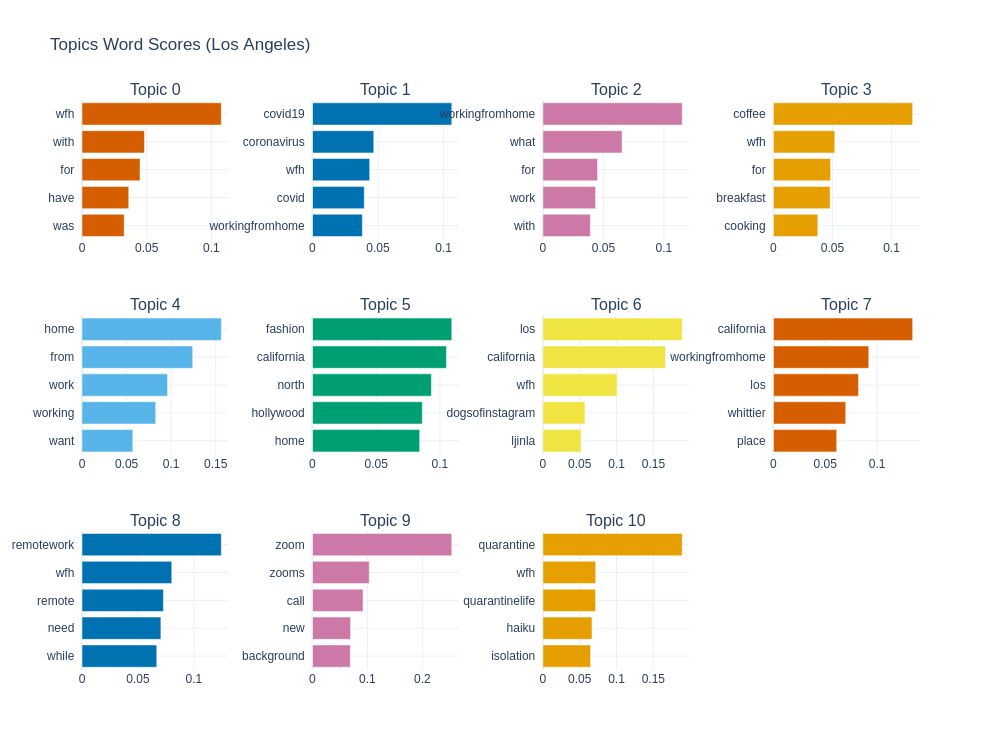 Topics Word Scores (Los Angeles)
Topic 0
wfh
with
for
have
was
0 0.05 0.1
Topic 1
covid19
coronavirus
wfh
covid
workingfromhome
0 0.05 0.1
Topic 2
workingfromhome
what
for
work
with
0 0.05 0.1
Topic 3
coffee
wfh
for
breakfast
cooking
0 0.05 0.1
Topic 4
home
from
work
working
want
0 0.05 0.1 0.15
Topic 5
fashion
california
north
hollywood
home
0 0.05 0.1
Topic 6
los
california
wfh
dogsofinstagram
ljinla
0 0.05 0.1 0.15
Topic 7
california
workingfromhome
los
whittier
place
0 0.05 0.1
Topic 8
remotework
wfh
remote
need
while
0 0.05 0.1
Topic 9
zoom
zooms
call
new
background
0 0.1 0.2
Topic 10
quarantine
wfh
quarantinelife
haiku
isolation
0 0.05 0.1 0.15